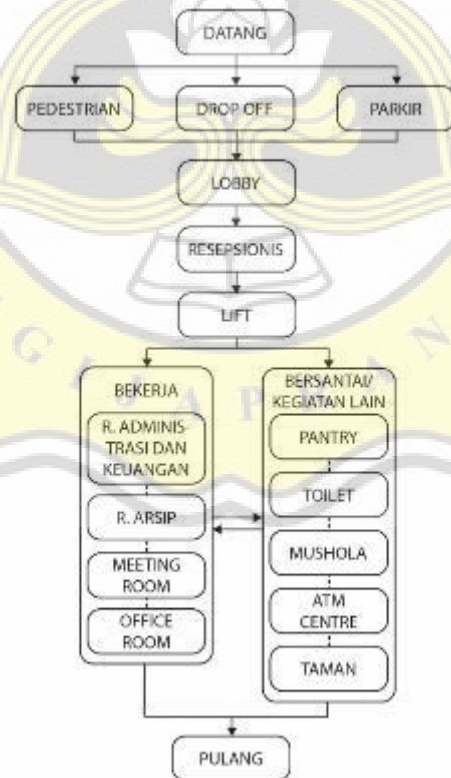 DATANG
PEDESTRIAN
DROP OFF
PARKIR
LOBBY
RESEPSIONIS
LIFT
BEKERJA
R. ADMINIS-
TRASI DAN
KEUANGAN
R. ARSIP
MEETING
ROOM
OFFICE
ROOM
BERSANTAI/
KEGIATAN LAIN
PANTRY
TOILET
MUSHOLA
ATM
CENTRE
TAMAN
PULANG